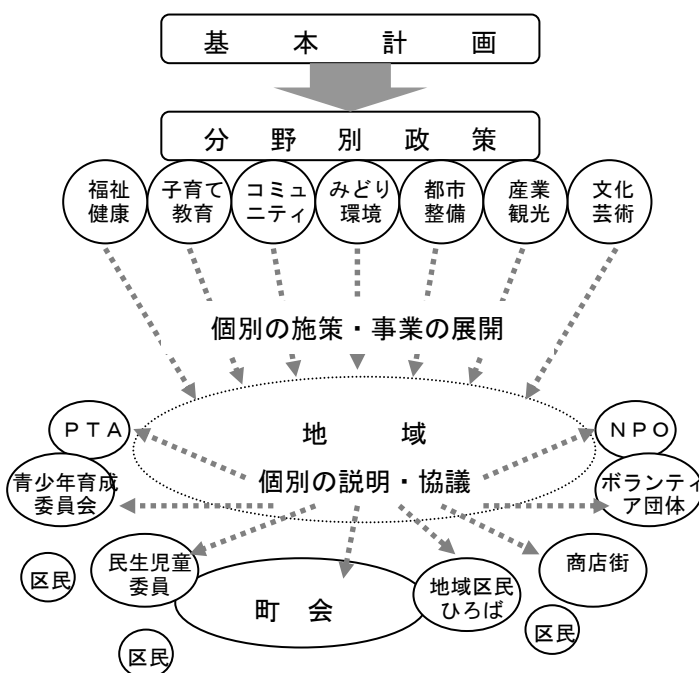 基本計画
分野別政策
福祉
健康
子育て
教育
コミュ
ニティ
みどり
環境
都市
整備
産業
観光
文化
芸術
個別の施策・事業の展開
地域
ＰＴＡ
ＮＰＯ
青少年育成
委員会
個別の説明・協議
ボランティ
ア団体
区民
民生児童
委員
町会
地域区民
ひろば
商店街
区民
区民